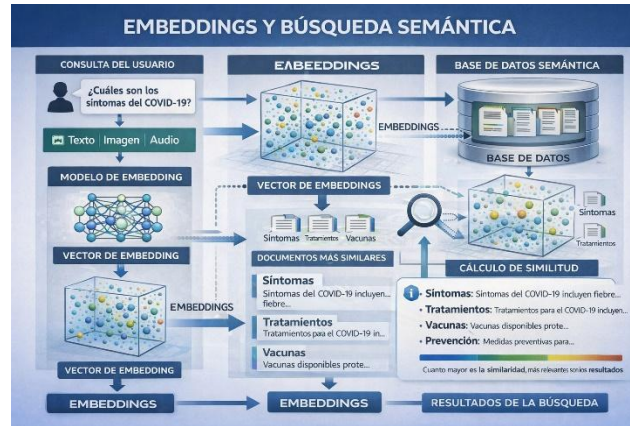 EMBEDDINGS Y BÚSQUEDA SEMÁNTICA
CONSULTA DEL USUARIO
¿Cuáles son los
síntomas del COVID-19?
Texto | Imagen | Audio
MODELO DE EMBEDDING
VECTOR DE EMBEDDING
EMBEDDINGS
VECTOR DE EMBEDDING
EMBEDDINGS
EABEEDDINGS
EMBEDDINGS
VECTOR DE EMBEDDINGS
Síntomas
Tratamientos
Vacunas
DOCUMENTOS MAS SIMILARES
Síntomas
Síntomas del COVID-19 incluyen...
fiebre...
Tratamientos
Tratamientos para el COVID-19 in...
Vacunas
Vacunas disponibles prote...
EMBEDDINGS
BASE DE DATOS SEMÁNTICA
BASE DE DATOS
Síntomas
Tratamientos
CÁLCULO DE SIMILITUD
• Síntomas: Síntomas del COVID-19 incluyen fiebre...
• Tratamientos: Tratamientos para el COVID-19 incluyen...
• Vacunas: Vacunas disponibles prote...
• Prevención: Medidas preventivas para...
Cuanto mayor es la similaridad, más relevantes son los resultados
RESULTADOS DE LA BÚSQUEDA